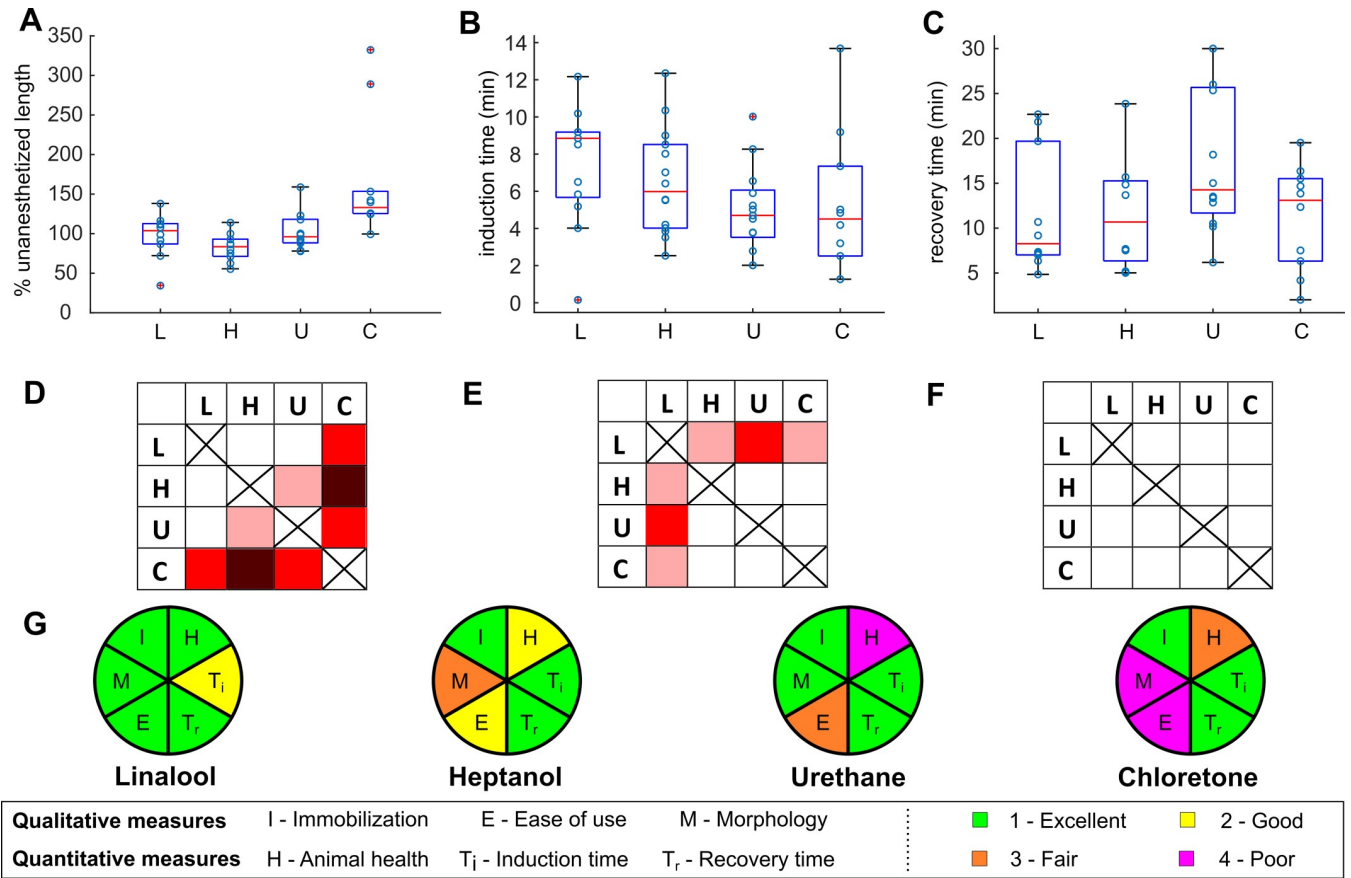 A
B
C
% unanesthetized length
350
300
250
200
150
100
50
0
L H U C
induction time (min)
14
12
10
8
6
4
2
0
L H U C
recovery time (min)
30
25
20
15
10
5
L H U C
D
L H U C
L
H
U
C
E
L H U C
L
H
U
C
F
L H U C
L
H
U
C
G
I H
M Ti
E Tr
Linalool
I H
M Ti
E Tr
Heptanol
I H
M Ti
E Tr
Urethane
I H
M Ti
E Tr
Chloretone
Qualitative measures I - Immobilization E - Ease of use M - Morphology
Quantitative measures H - Animal health Ti - Induction time Tr - Recovery time
1 - Excellent 2 - Good
3 - Fair 4 - Poor